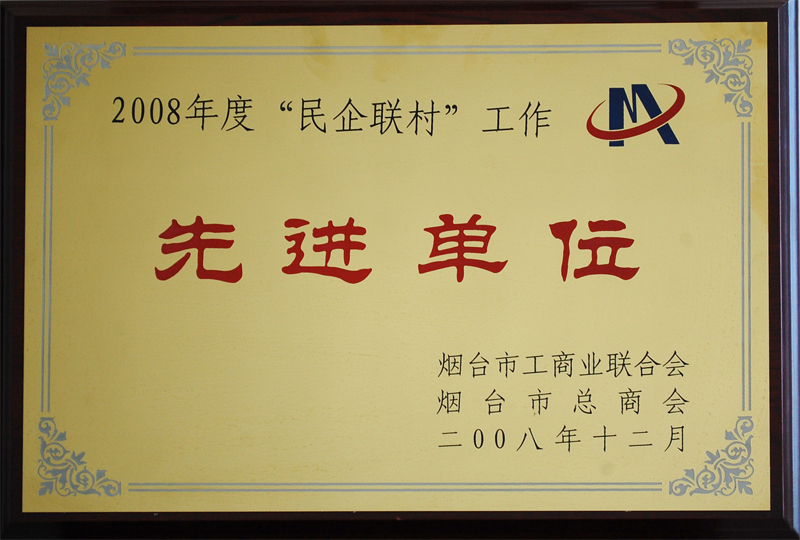 2008年度“民企联村”工作
先进单位
烟台市工商业联合会
烟台市总商会
二00八年十二月